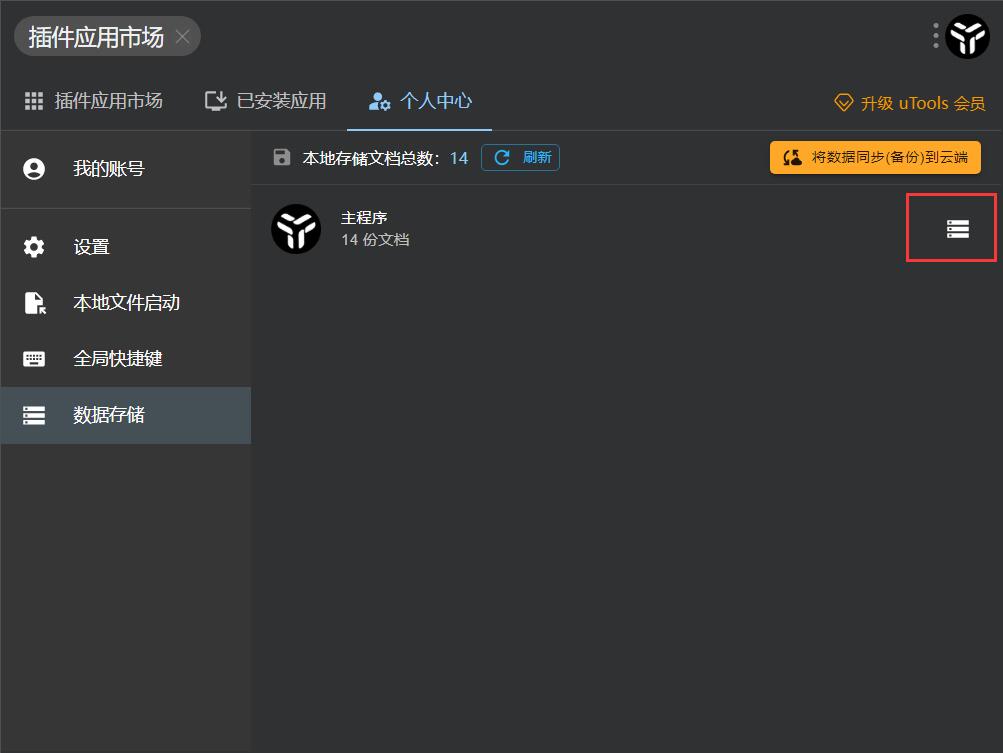 插件应用市场
插件应用市场 已安装应用 个人中心 升级 uTools 会员
我的账号
本地存储文档总数：14 刷新 将数据同步(备份)到云端
主程序
14 份文档
设置
本地文件启动
全局快捷键
数据存储